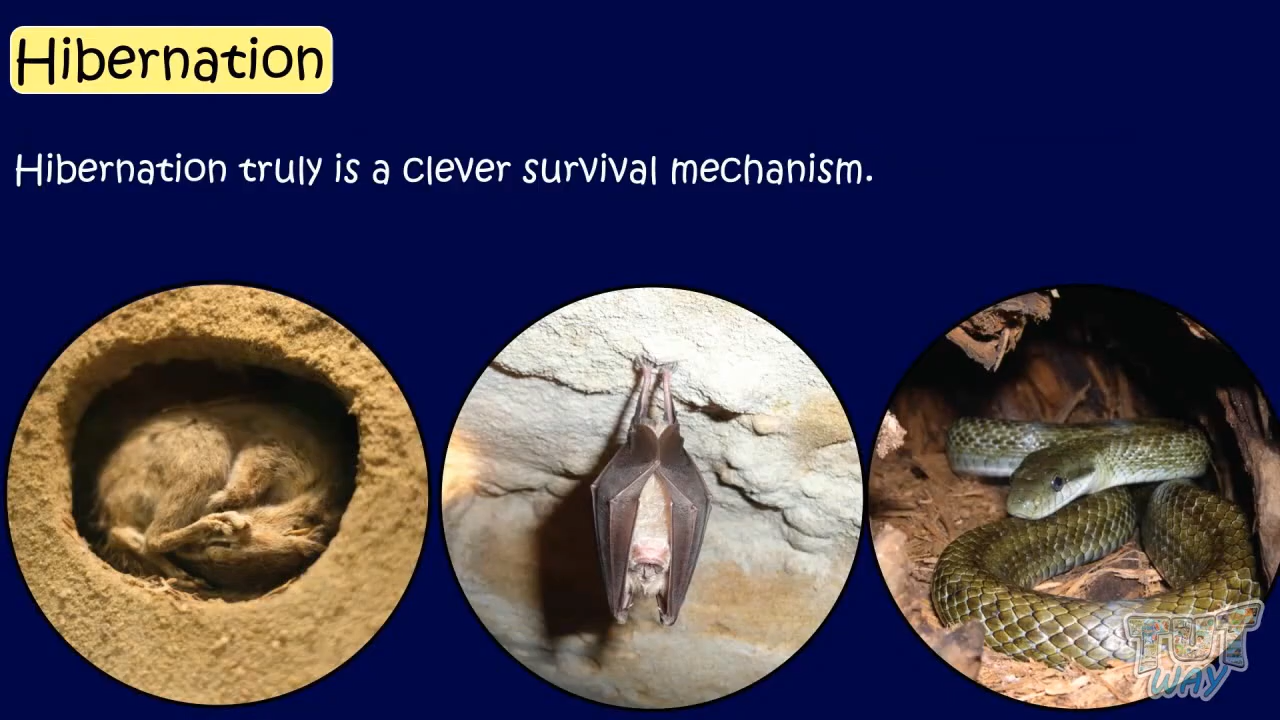 Hibernation
Hibernation truly is a clever survival mechanism.
TUT
WAY